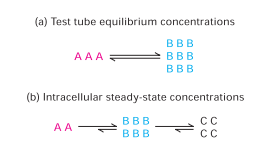 (a) Test tube equilibrium concentrations
B B B
A A A B B B
B B B
(b) Intracellular steady-state concentrations
A A B B B C C
B B B C C